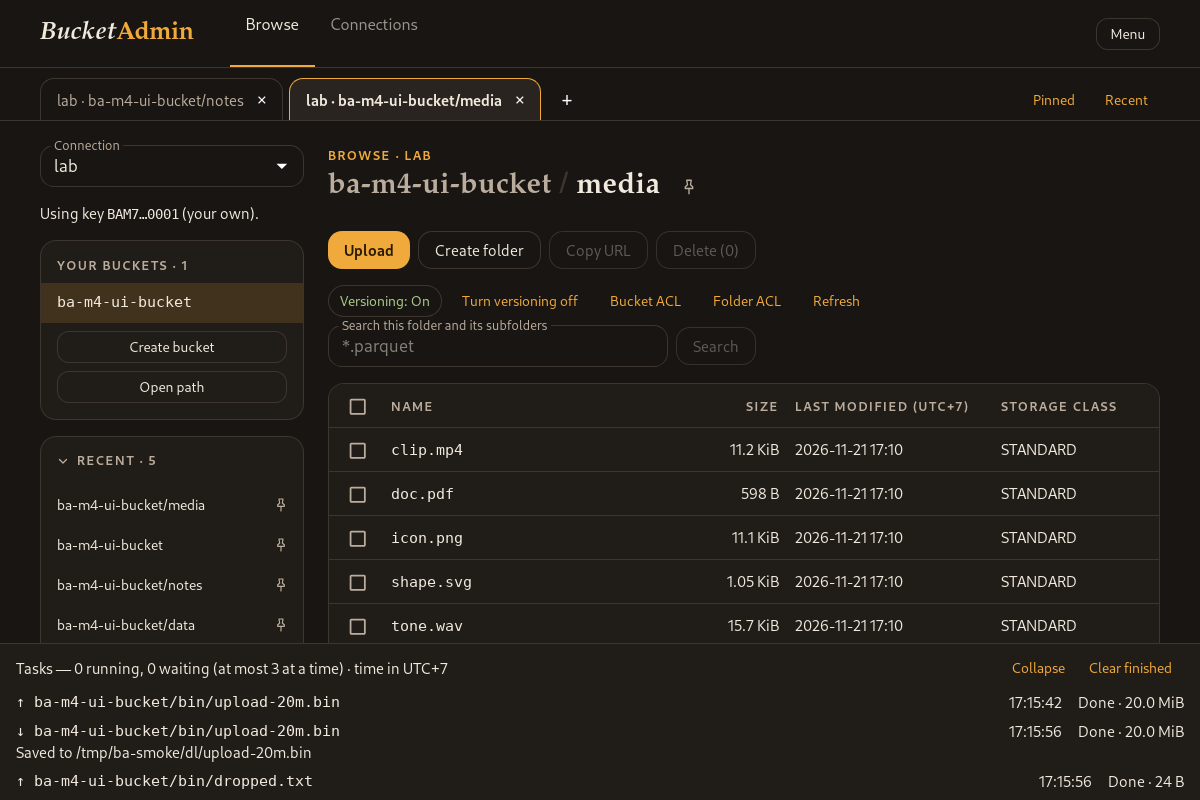 BucketAdmin
Browse
Connections
Menu
lab · ba-m4-ui-bucket/notes ×
lab · ba-m4-ui-bucket/media ×
+
Pinned
Recent
Connection
lab
Using key BAM7…0001 (your own).
YOUR BUCKETS · 1
ba-m4-ui-bucket
Create bucket
Open path
RECENT · 5
ba-m4-ui-bucket/media
ba-m4-ui-bucket
ba-m4-ui-bucket/notes
ba-m4-ui-bucket/data
BROWSE · LAB
ba-m4-ui-bucket / media
Upload
Create folder
Copy URL
Delete (0)
Versioning: On
Turn versioning off
Bucket ACL
Folder ACL
Refresh
Search this folder and its subfolders
*.parquet
Search
NAME SIZE LAST MODIFIED (UTC+7) STORAGE CLASS
clip.mp4 11.2 KiB 2026-11-21 17:10 STANDARD
doc.pdf 598 B 2026-11-21 17:10 STANDARD
icon.png 11.1 KiB 2026-11-21 17:10 STANDARD
shape.svg 1.05 KiB 2026-11-21 17:10 STANDARD
tone.wav 15.7 KiB 2026-11-21 17:10 STANDARD
Tasks — 0 running, 0 waiting (at most 3 at a time) · time in UTC+7
Collapse
Clear finished
↑ ba-m4-ui-bucket/bin/upload-20m.bin 17:15:42 Done · 20.0 MiB
↓ ba-m4-ui-bucket/bin/upload-20m.bin 17:15:56 Done · 20.0 MiB
Saved to /tmp/ba-smoke/dl/upload-20m.bin
↑ ba-m4-ui-bucket/bin/dropped.txt 17:15:56 Done · 24 B